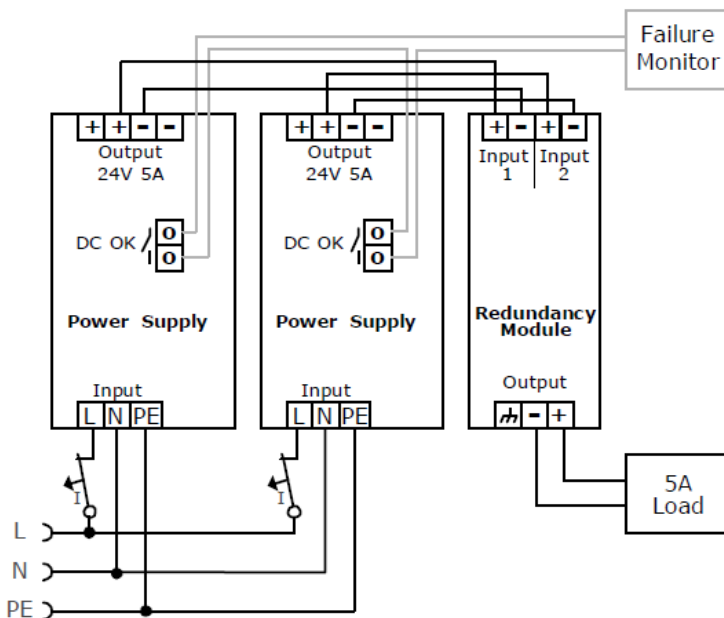 Failure
Monitor
+ + - -
Output
24V 5A
DC OK
O
O
Power Supply
Input
L N PE
I
+ + - -
Output
24V 5A
DC OK
O
O
Power Supply
Input
L N PE
I
+ - + -
Input
1
Input
2
Redundancy
Module
Output
- +
5A
Load
L
N
PE